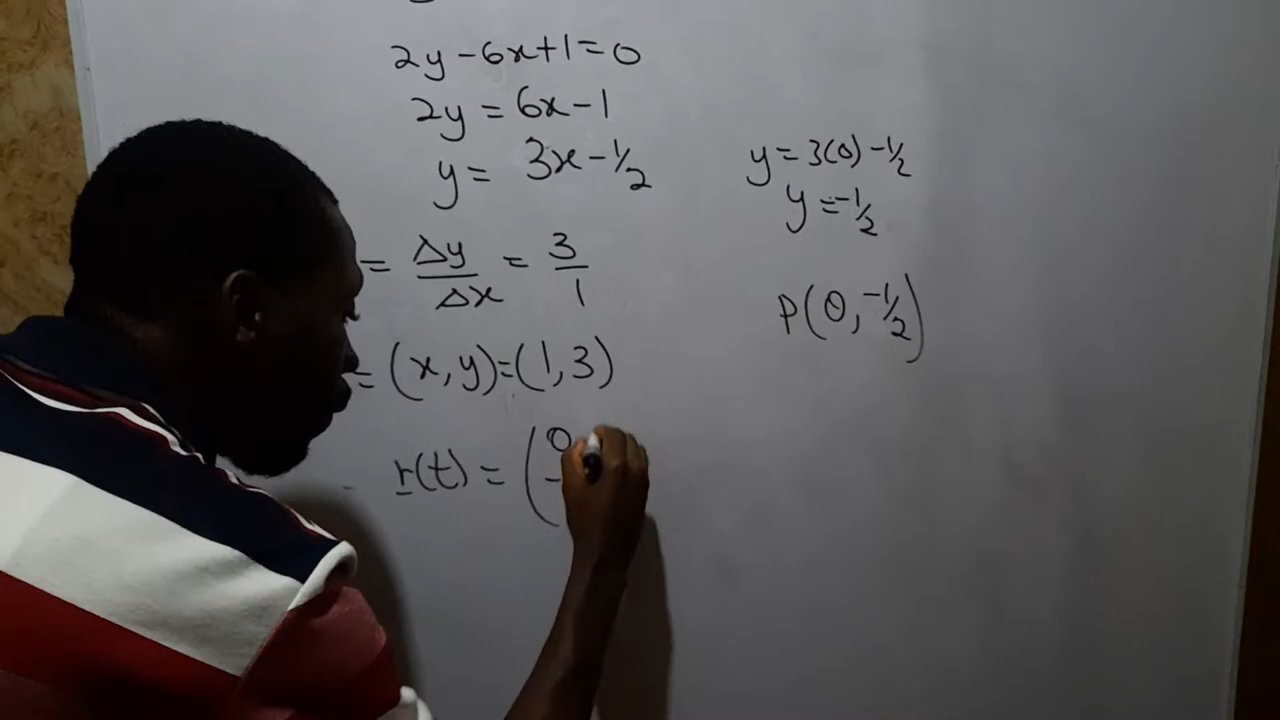 2y - 6x + 1 = 0
2y = 6x - 1
y = 3x - 1/2
= Δy/Δx = 3/1
= (x, y) = (1, 3)
r(t) = ( 0 -
y = 3(0) - 1/2
y = -1/2
P(0, -1/2)